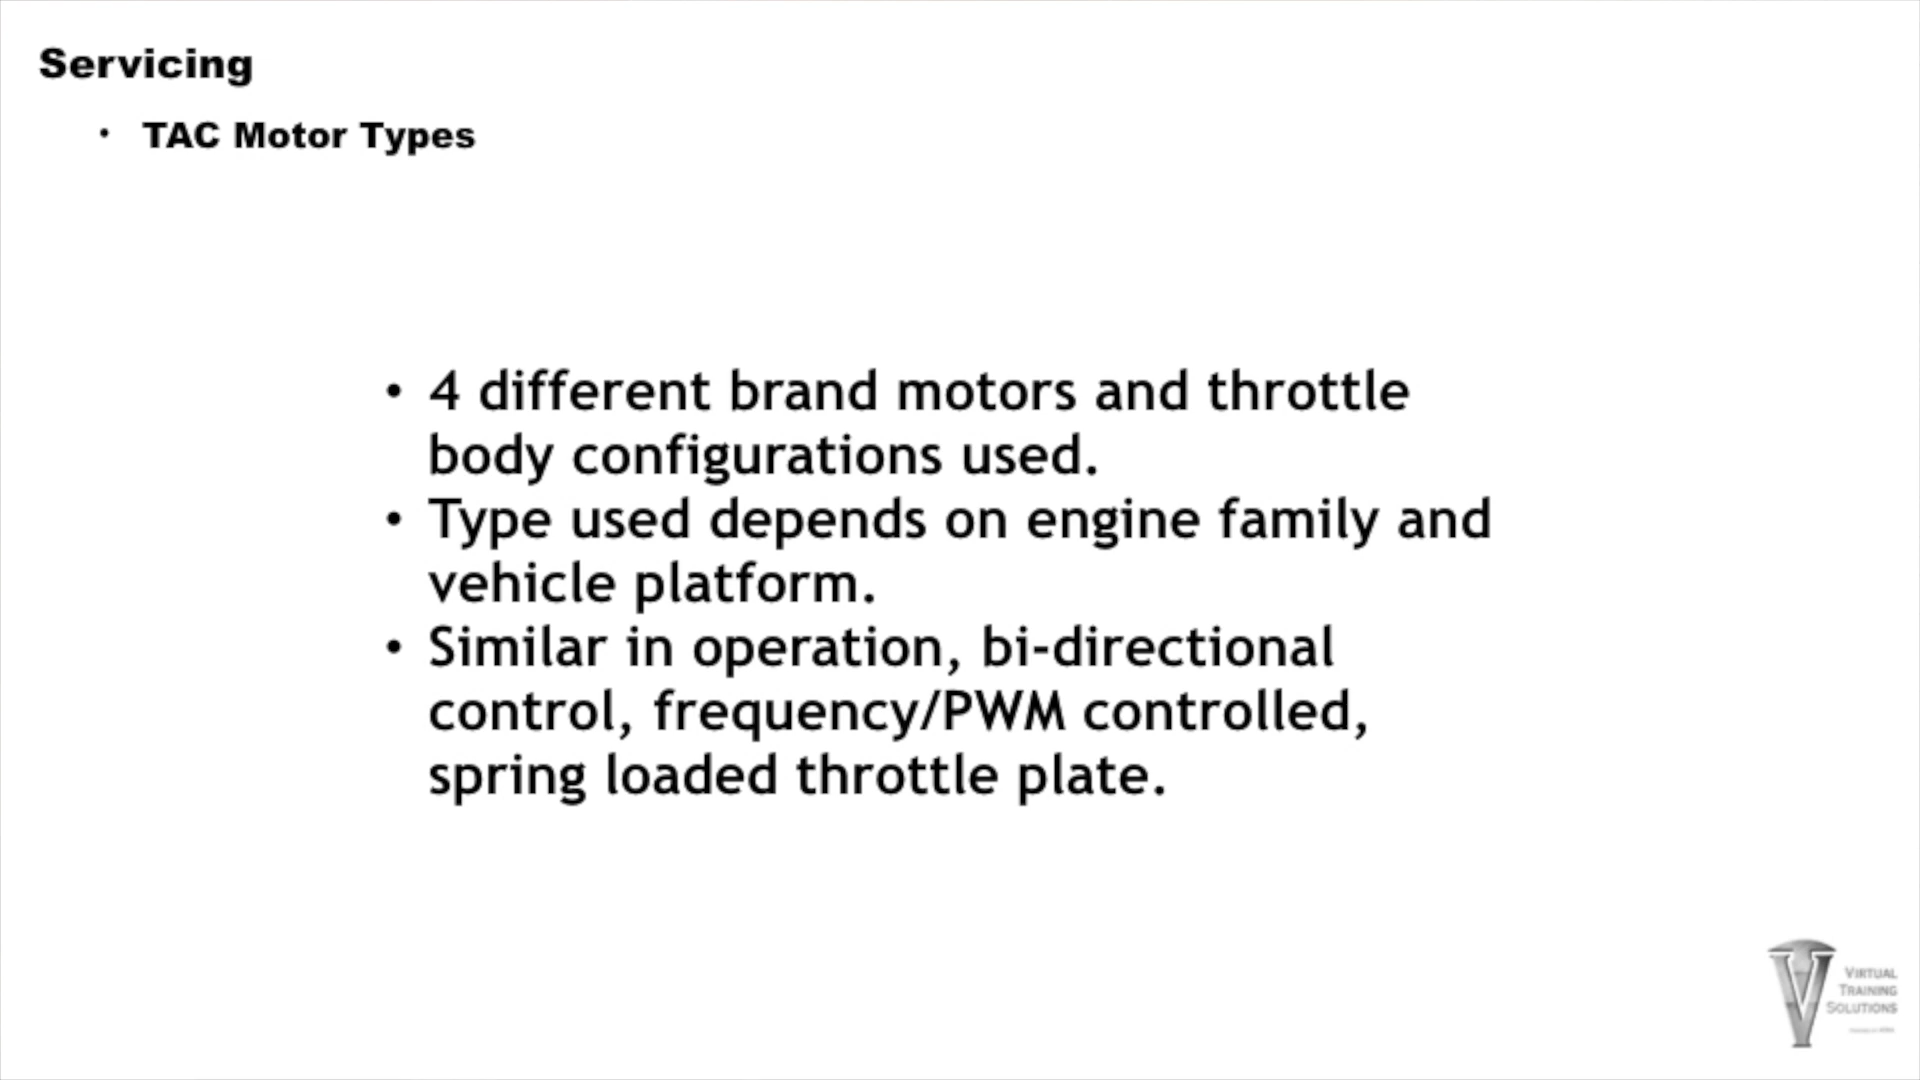 Servicing
• TAC Motor Types
• 4 different brand motors and throttle
body configurations used.
• Type used depends on engine family and
vehicle platform.
• Similar in operation, bi-directional
control, frequency/PWM controlled,
spring loaded throttle plate.
VIRTUAL
TRAINING
SOLUTIONS